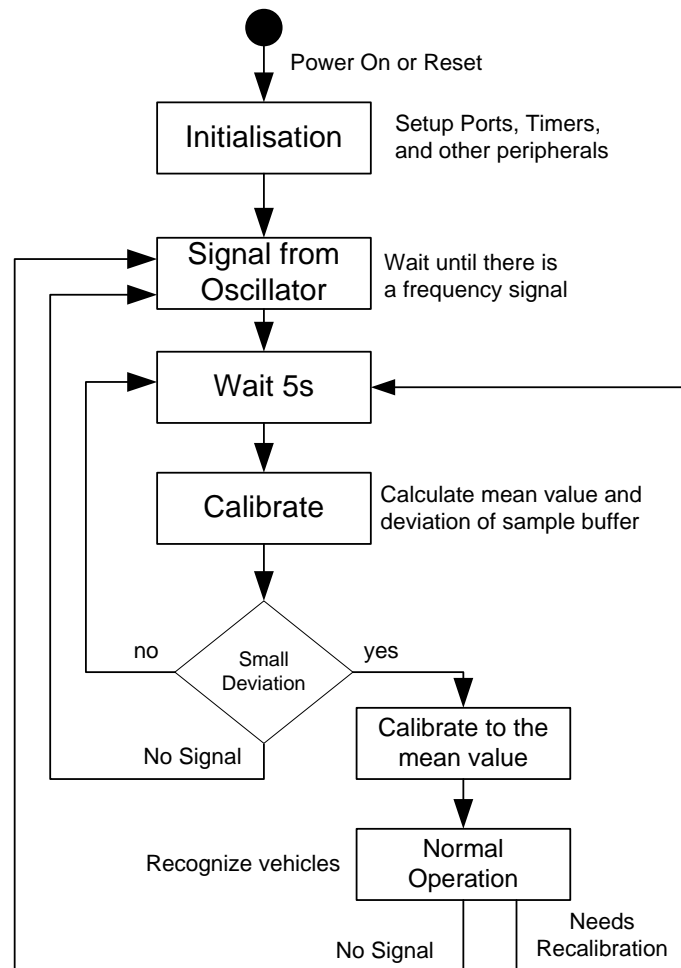 Power On or Reset
Initialisation
Setup Ports, Timers,
and other peripherals
Signal from
Oscillator
Wait until there is
a frequency signal
Wait 5s
Calibrate
Calculate mean value and
deviation of sample buffer
no
Small
Deviation
yes
No Signal
Calibrate to the
mean value
Recognize vehicles
Normal
Operation
No Signal
Needs
Recalibration